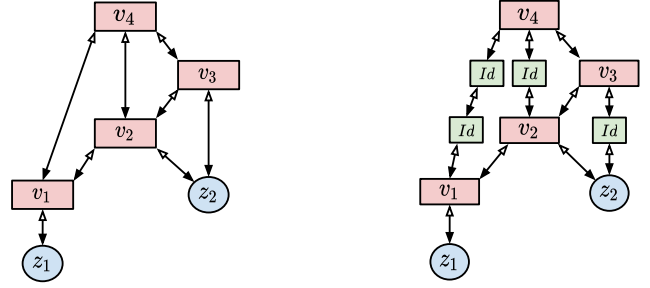 v₄
v₃
v₂
v₁
z₂
z₁
v₄
Id
Id
v₃
Id
v₂
Id
v₁
z₂
z₁